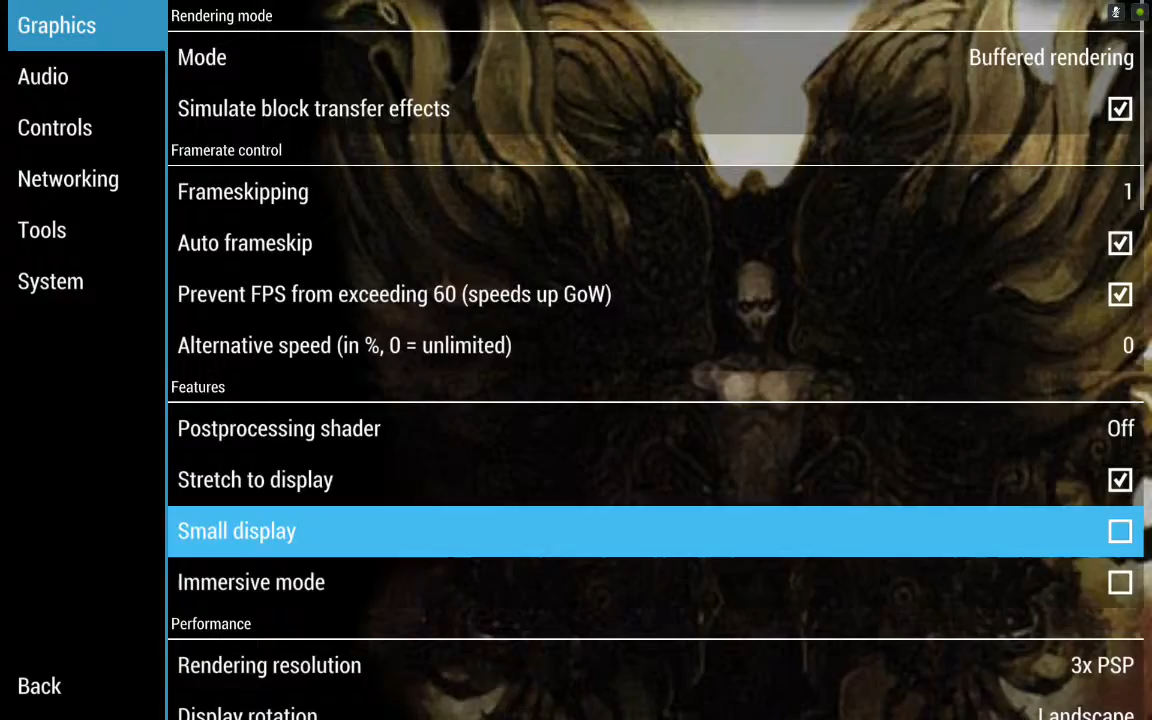 Graphics
Audio
Controls
Networking
Tools
System
Back
Rendering mode
Mode Buffered rendering
Simulate block transfer effects
Framerate control
Frameskipping 1
Auto frameskip
Prevent FPS from exceeding 60 (speeds up GoW)
Alternative speed (in %, 0 = unlimited) 0
Features
Postprocessing shader Off
Stretch to display
Small display
Immersive mode
Performance
Rendering resolution 3x PSP
Display rotation Landscape